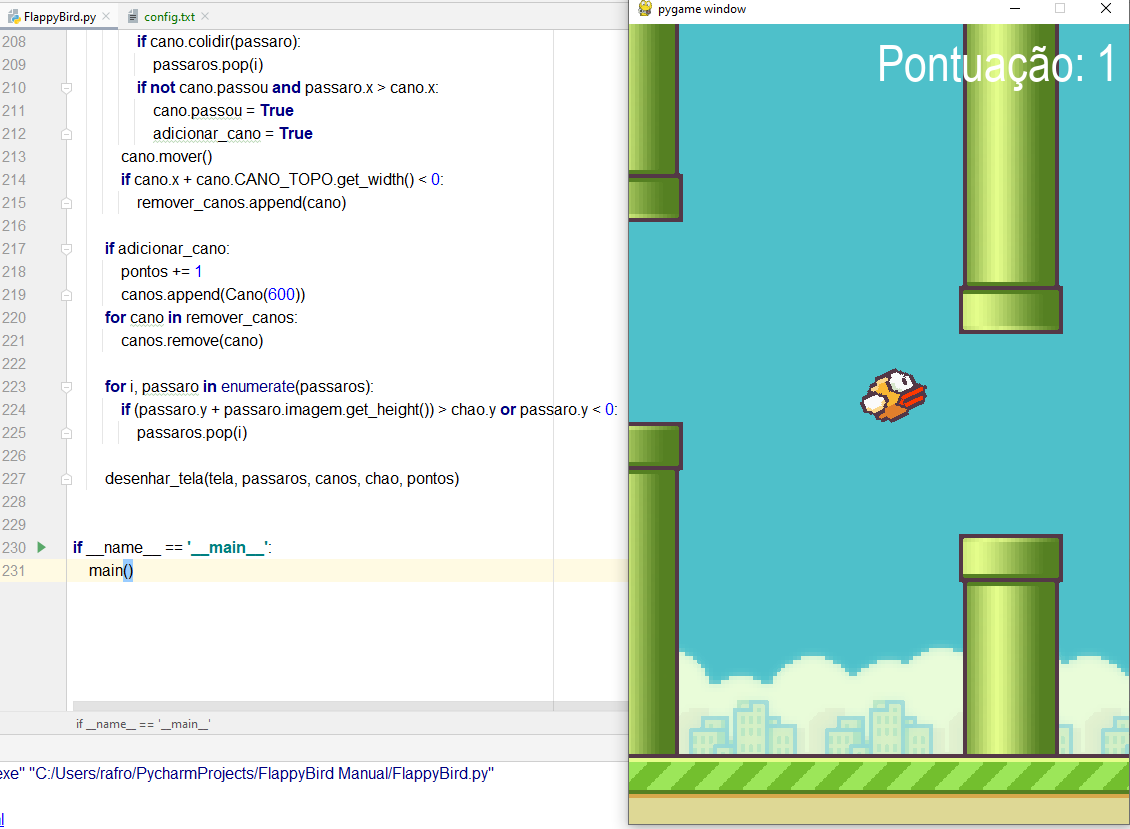 FlappyBird.py
config.txt
208 if cano.colidir(passaro):
209 passaros.pop(i)
210 if not cano.passou and passaro.x > cano.x:
211 cano.passou = True
212 adicionar_cano = True
213 cano.mover()
214 if cano.x + cano.CANO_TOPO.get_width() < 0:
215 remover_canos.append(cano)
216
217 if adicionar_cano:
218 pontos += 1
219 canos.append(Cano(600))
220 for cano in remover_canos:
221 canos.remove(cano)
222
223 for i, passaro in enumerate(passaros):
224 if (passaro.y + passaro.imagem.get_height()) > chao.y or passaro.y < 0:
225 passaros.pop(i)
226
227 desenhar_tela(tela, passaros, canos, chao, pontos)
228
229
230 if __name__ == '__main__':
231 main()
if __name__ == '__main__'
exe" "C:/Users/rafro/PycharmProjects/FlappyBird Manual/FlappyBird.py"
pygame window
Pontuação: 1